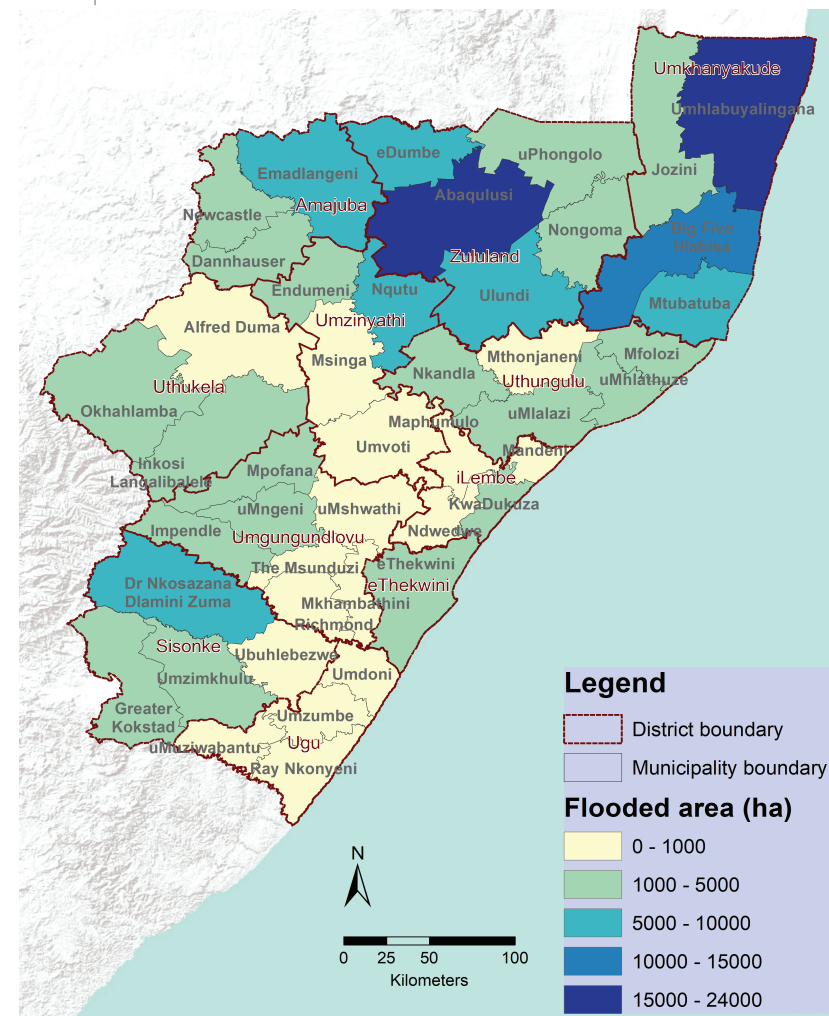 Umkhanyakude
Umhlabuyalingana
eDumbe
uPhongolo
Emadlangeni
Jozini
Abaqulusi
Amajuba
Newcastle
Nongoma
Big Five
Hlabisa
Dannhauser
Zululand
Endumeni
Nqutu
Ulundi
Mtubatuba
Umzinyathi
Alfred Duma
Msinga
Mthonjaneni
Mfolozi
Nkandla
Uthungulu
uMhlathuze
Uthukela
Okhahlamba
uMlalazi
Maphumulo
Umvoti
Mandeni
Inkosi
Langalibalele
Mpofana
iLembe
uMngeni
uMshwathi
KwaDukuza
Impendle
Umgungundlovu
Ndwedwe
The Msunduzi
eThekwini
eThekwini
Dr Nkosazana
Dlamini Zuma
Mkhambathini
Richmond
Sisonke
Ubuhlebezwe
Umzimkhulu
Umdoni
Greater
Kokstad
Umzumbe
uMuziwabantu
Ugu
Ray Nkonyeni
Legend
District boundary
Municipality boundary
Flooded area (ha)
0 - 1000
1000 - 5000
5000 - 10000
10000 - 15000
15000 - 24000
N
0 25 50 100
Kilometers